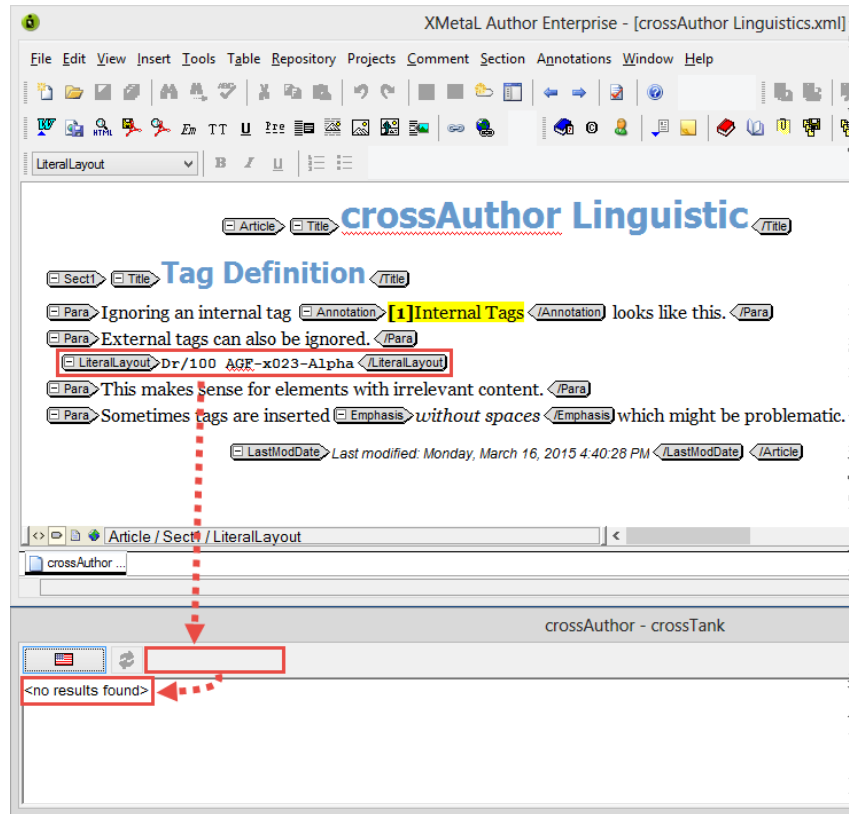 XMetaL Author Enterprise - [crossAuthor Linguistics.xml]
File Edit View Insert Tools Table Repository Projects Comment Section Annotations Window Help
HTML Em TT U Pre
LiteralLayout B I U
Article Title crossAuthor Linguistic /Title
Sect1 Title Tag Definition /Title
Para Ignoring an internal tag Annotation [1]Internal Tags /Annotation looks like this. /Para
Para External tags can also be ignored. /Para
LiteralLayout Dr/100 AGF-x023-Alpha /LiteralLayout
Para This makes sense for elements with irrelevant content. /Para
Para Sometimes tags are inserted Emphasis without spaces /Emphasis which might be problematic.
LastModDate Last modified: Monday, March 16, 2015 4:40:28 PM /LastModDate /Article
Article / Sect1 / LiteralLayout
crossAuthor ...
crossAuthor - crossTank
<no results found>